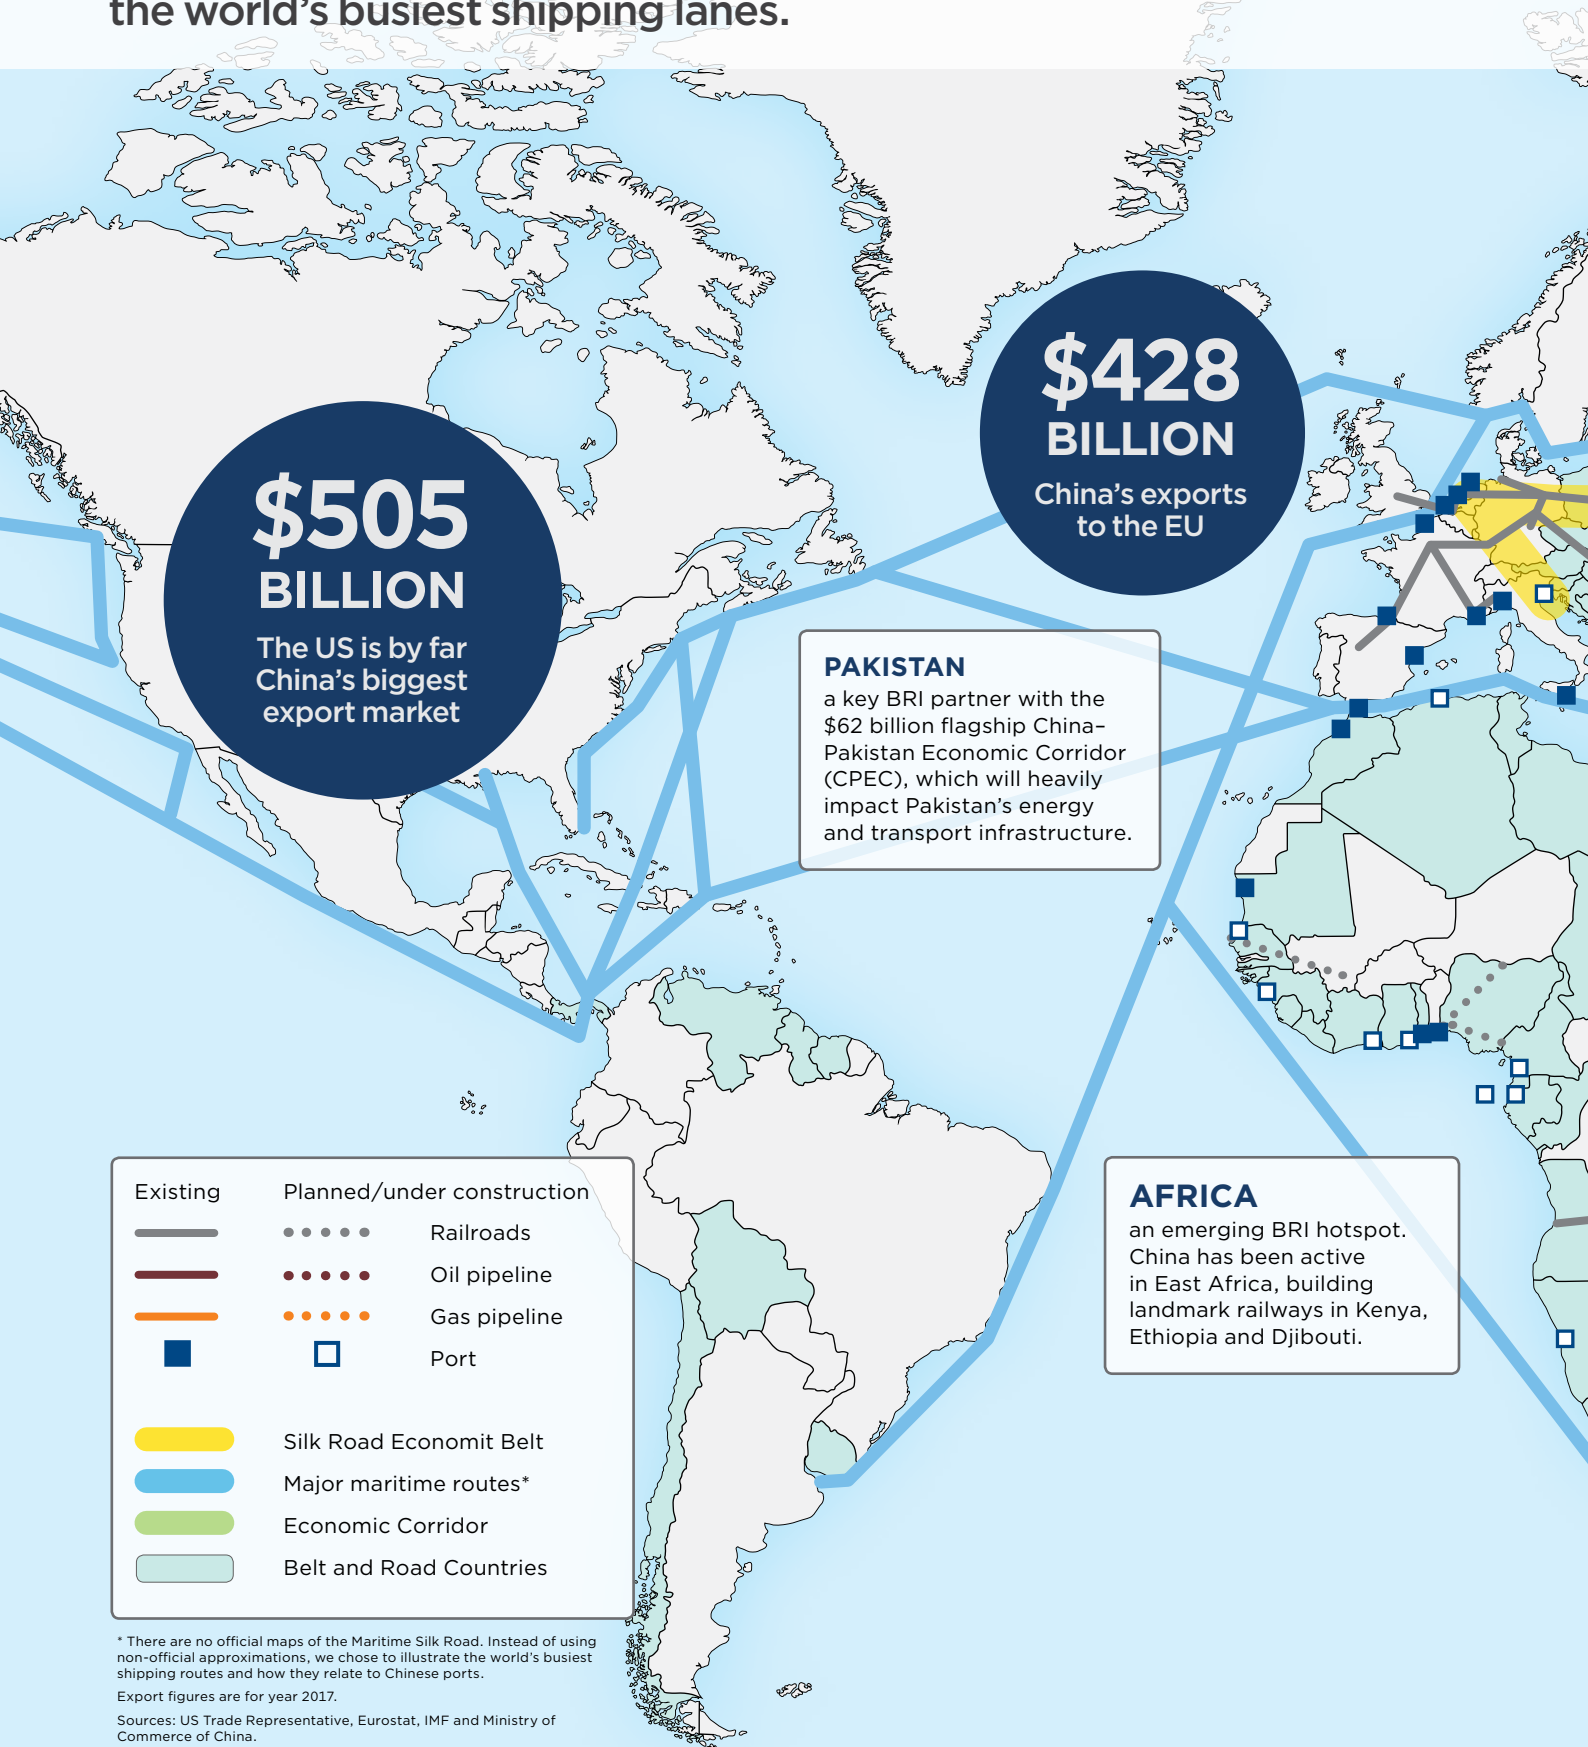 the world's busiest shipping lanes.
$428
BILLION
China's exports
to the EU
$505
BILLION
The US is by far
China's biggest
export market
PAKISTAN
a key BRI partner with the
$62 billion flagship China–
Pakistan Economic Corridor
(CPEC), which will heavily
impact Pakistan's energy
and transport infrastructure.
AFRICA
an emerging BRI hotspot.
China has been active
in East Africa, building
landmark railways in Kenya,
Ethiopia and Djibouti.
Existing Planned/under construction
Railroads
Oil pipeline
Gas pipeline
Port
Silk Road Economit Belt
Major maritime routes*
Economic Corridor
Belt and Road Countries
* There are no official maps of the Maritime Silk Road. Instead of using
non-official approximations, we chose to illustrate the world's busiest
shipping routes and how they relate to Chinese ports.
Export figures are for year 2017.
Sources: US Trade Representative, Eurostat, IMF and Ministry of
Commerce of China.